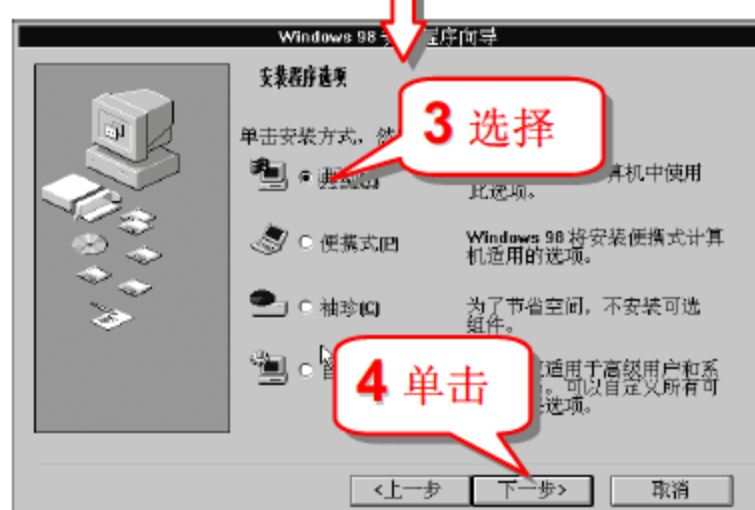 Windows 98
程序向导
安装程序选项
3 选择
单击安装方式，然
算机中使用
此选项。
便携式(P)
Windows 98 将安装便携式计算
机适用的选项。
袖珍(C)
为了节省空间，不安装可选
组件。
4 单击
适用于高级用户和系
。可以自定义所有可
选项。
<上一步
下一步>
取消